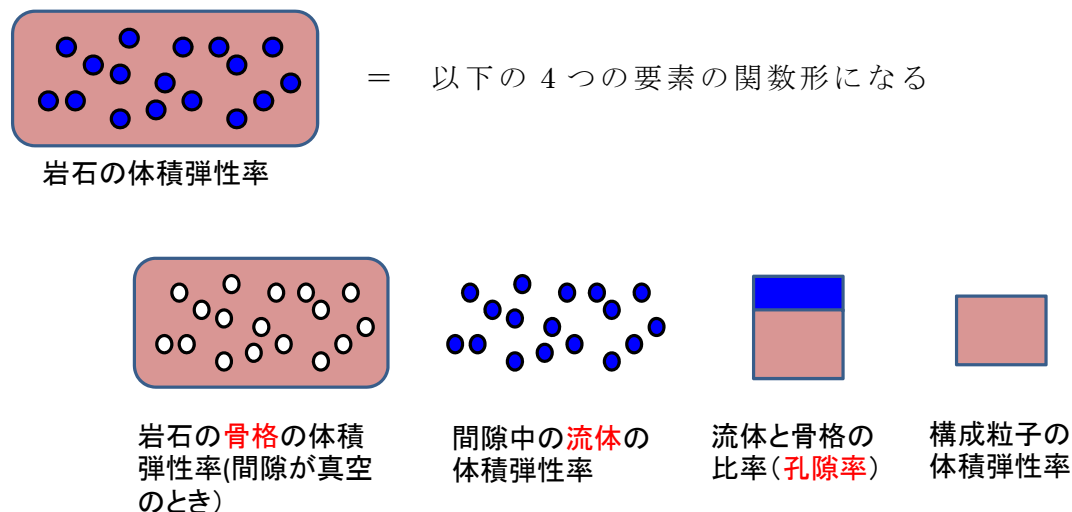 ＝ 以下の4つの要素の関数形になる
岩石の体積弾性率
岩石の骨格の体積
弾性率(間隙が真空
のとき)
間隙中の流体の
体積弾性率
流体と骨格の
比率（孔隙率）
構成粒子の
体積弾性率